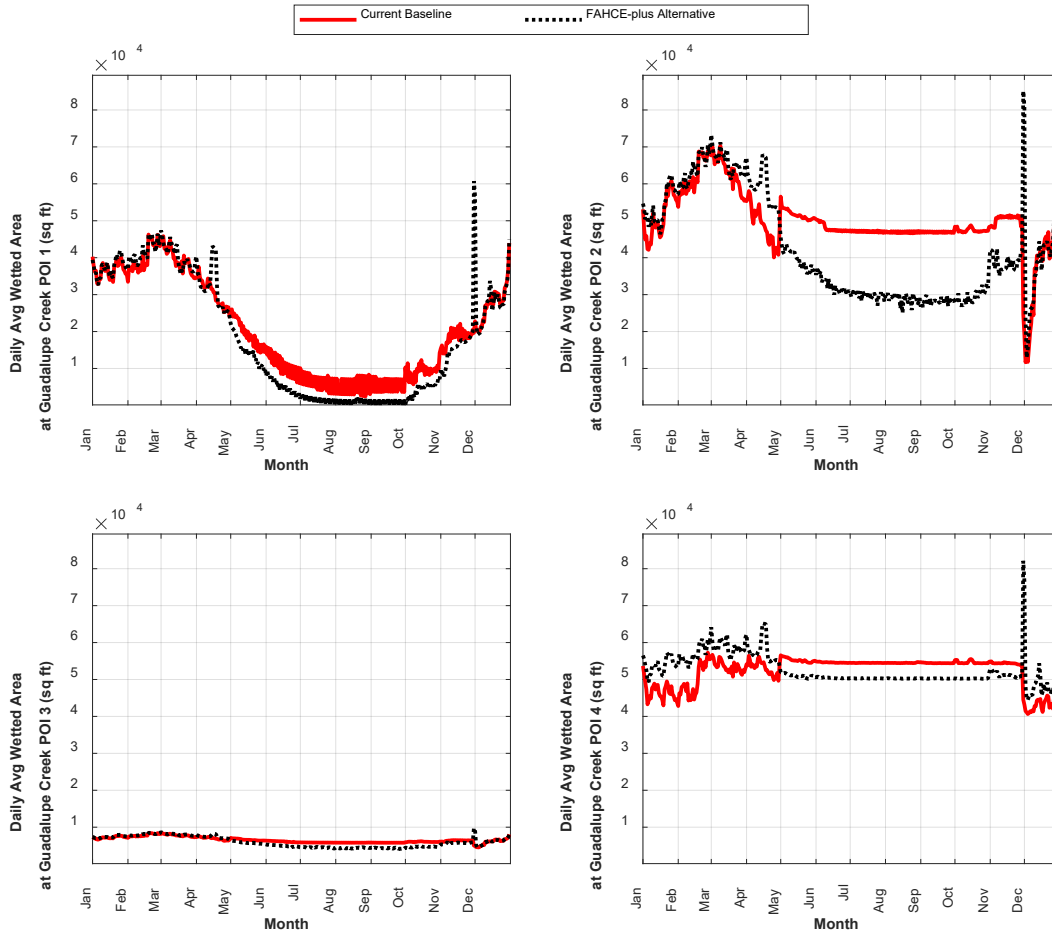 Current Baseline
FAHCE-plus Alternative
× 10 4
8
7
6
5
4
3
2
1
Daily Avg Wetted Area
at Guadalupe Creek POI 1 (sq ft)
Jan
Feb
Mar
Apr
May
Jun
Jul
Aug
Sep
Oct
Nov
Dec
Month
× 10 4
8
7
6
5
4
3
2
1
Daily Avg Wetted Area
at Guadalupe Creek POI 2 (sq ft)
Jan
Feb
Mar
Apr
May
Jun
Jul
Aug
Sep
Oct
Nov
Dec
Month
× 10 4
8
7
6
5
4
3
2
1
Daily Avg Wetted Area
at Guadalupe Creek POI 3 (sq ft)
Jan
Feb
Mar
Apr
May
Jun
Jul
Aug
Sep
Oct
Nov
Dec
Month
× 10 4
8
7
6
5
4
3
2
1
Daily Avg Wetted Area
at Guadalupe Creek POI 4 (sq ft)
Jan
Feb
Mar
Apr
May
Jun
Jul
Aug
Sep
Oct
Nov
Dec
Month